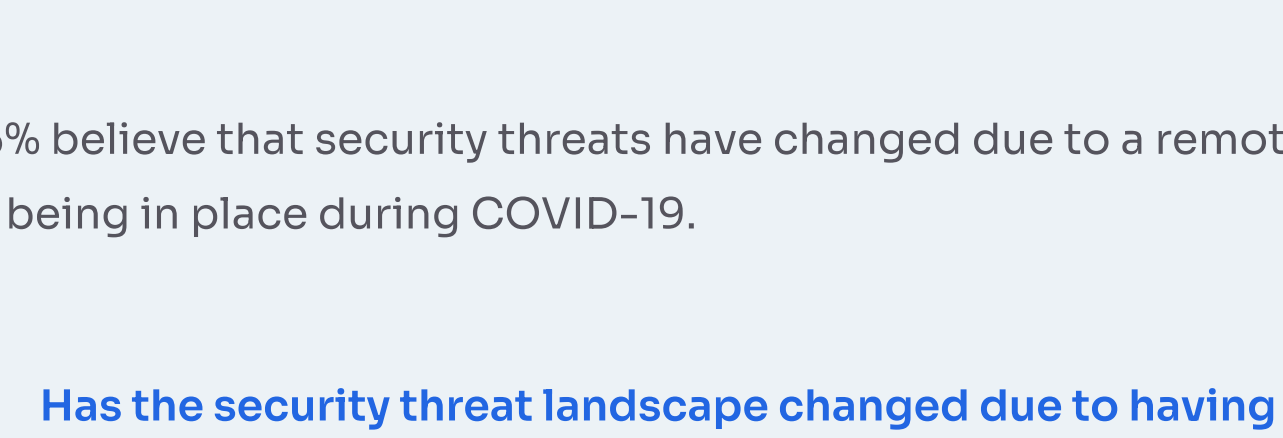 % believe that security threats have changed due to a remot
being in place during COVID-19.
Has the security threat landscape changed due to having